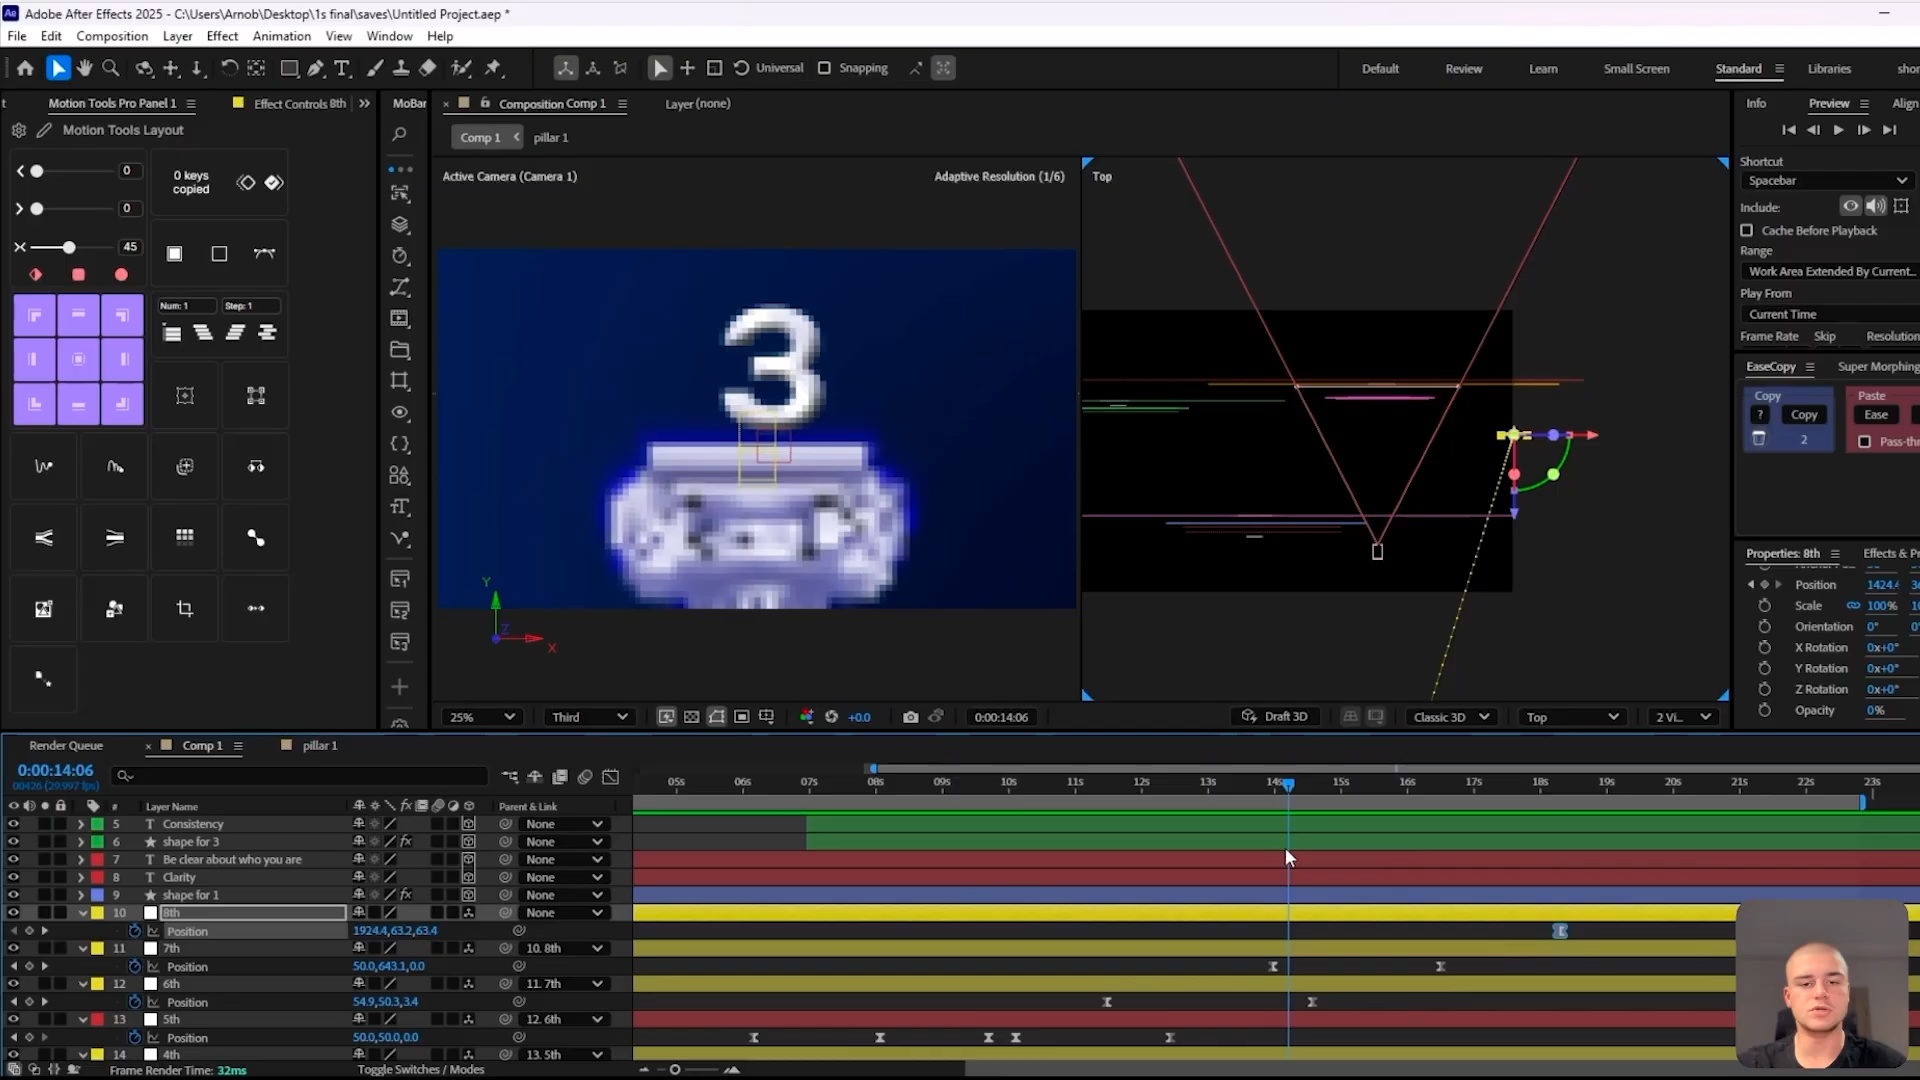 Adobe After Effects 2025 - C:\Users\Arnob\Desktop\1s final\saves\Untitled Project.aep *
File Edit Composition Layer Effect Animation View Window Help
Universal Snapping Default Review Learn Small Screen Standard Libraries shor
Motion Tools Pro Panel 1 Effect Controls 8th MoBar Composition Comp 1 Layer (none) Info Preview Align
Motion Tools Layout
Comp 1 pillar 1
0
0
45
0 keys copied
Num: 1 Step: 1
Active Camera (Camera 1) Adaptive Resolution (1/6)
Top
3
Y
Z
X
Shortcut
Spacebar
Include:
Cache Before Playback
Range
Work Area Extended By Current...
Play From
Current Time
Frame Rate Skip Resolution
EaseCopy Super Morphing
Copy Paste
? Copy Ease
2 Pass-thr
Properties: 8th Effects & Pr
Position 1424.4
Scale 100%
Orientation 0°
X Rotation 0x+0°
Y Rotation 0x+0°
Z Rotation 0x+0°
Opacity 0%
25% Third +0.0 0:00:14:06 Draft 3D Classic 3D Top 2 Vi...
Render Queue Comp 1 pillar 1
0:00:14:06
00426 (29.997 fps)
05s 06s 07s 08s 09s 10s 11s 12s 13s 14s 15s 16s 17s 18s 19s 20s 21s 22s 23s
# Layer Name Parent & Link
5 T Consistency None
6 shape for 3 fx None
7 T Be clear about who you are None
8 T Clarity None
9 shape for 1 fx None
10 8th None
Position 1924.4,63.2,63.4
11 7th 10. 8th
Position 50.0,643.1,0.0
12 6th 11. 7th
Position 54.9,50.3,3.4
13 5th 12. 6th
Position 50.0,50.0,0.0
14 4th 13. 5th
Frame Render Time: 32ms Toggle Switches / Modes